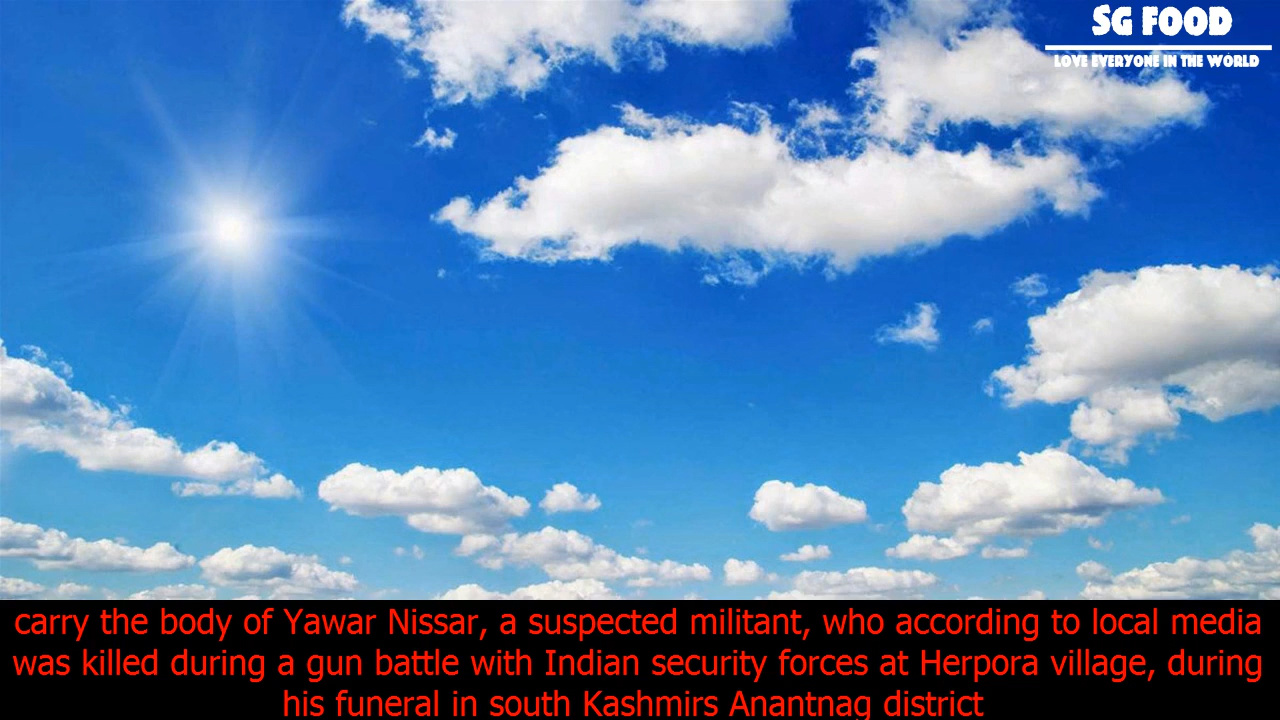 SG FOOD
LOVE EVERYONE IN THE WORLD
carry the body of Yawar Nissar, a suspected militant, who according to local media
was killed during a gun battle with Indian security forces at Herpora village, during
his funeral in south Kashmirs Anantnag district